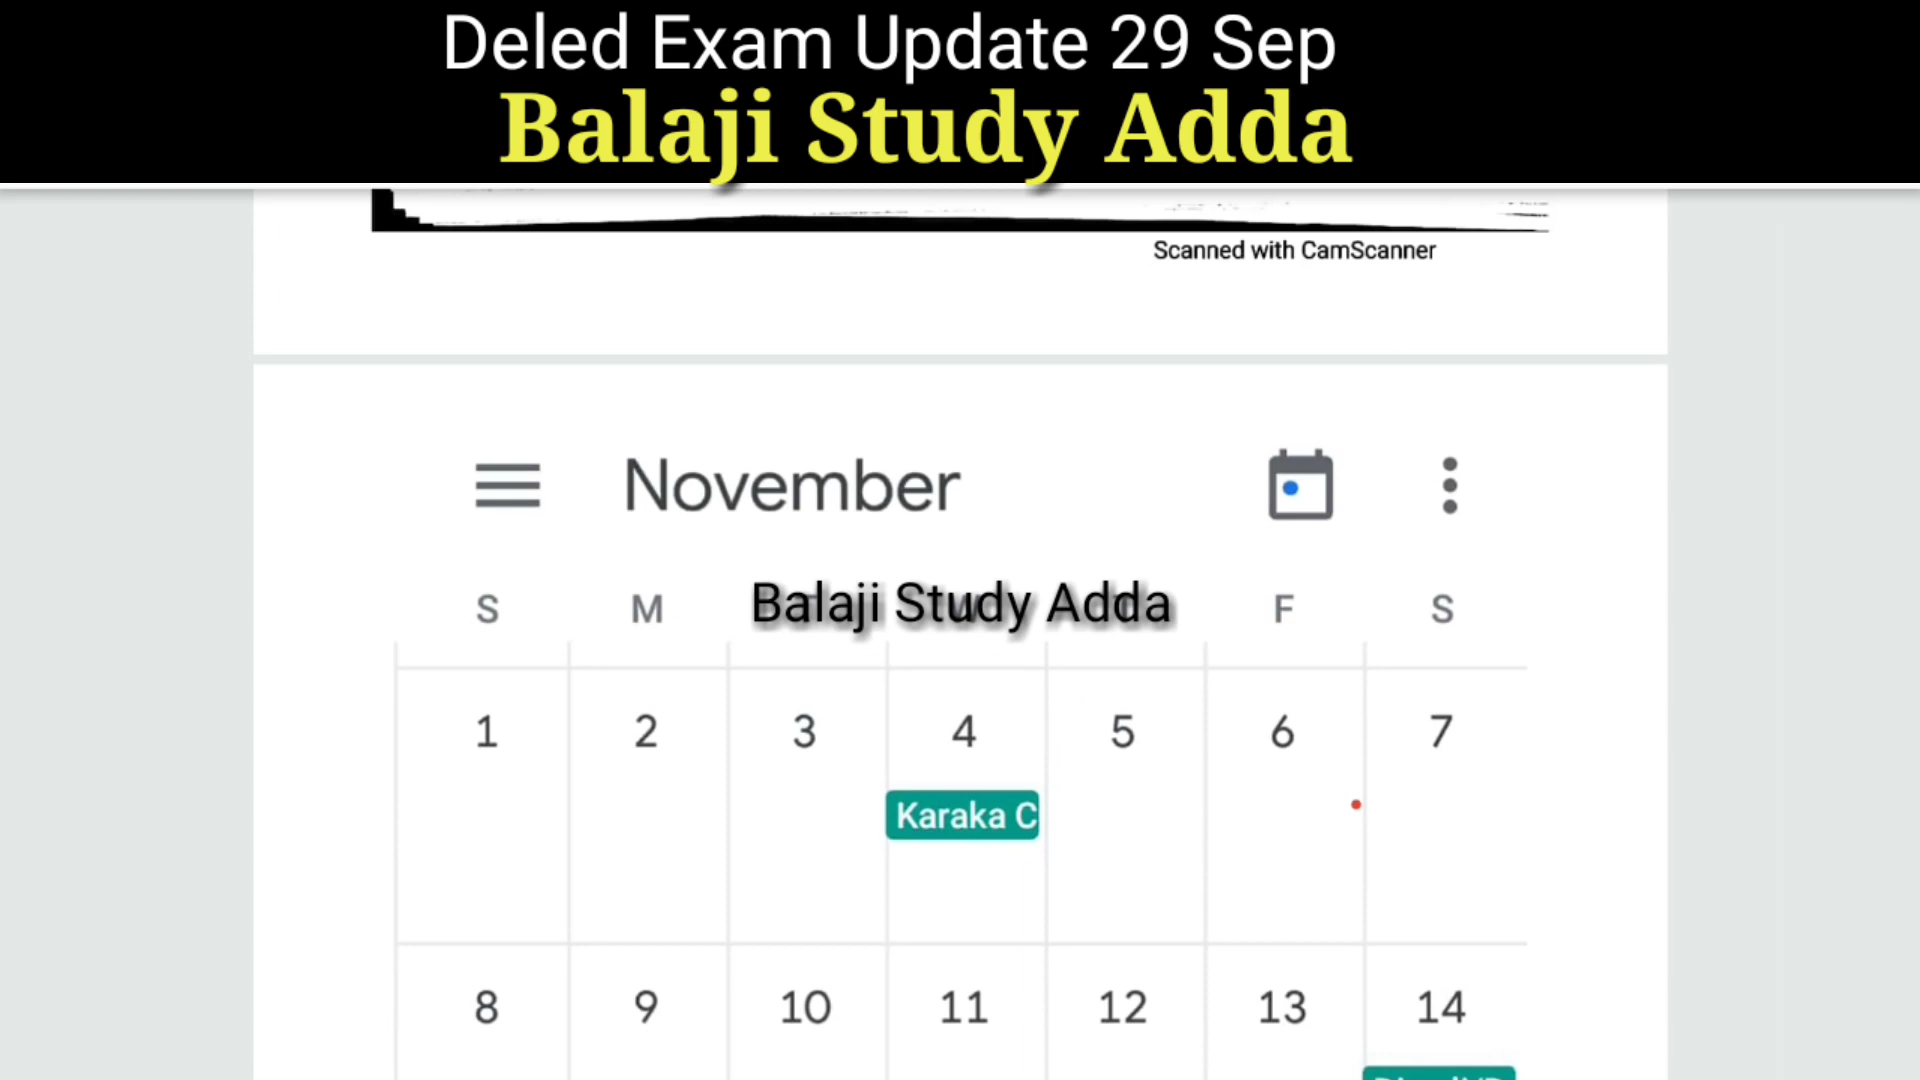 Deled Exam Update 29 Sep
Balaji Study Adda
Scanned with CamScanner
November
S M Balaji Study Adda F S
1 2 3 4 5 6 7
Karaka C
8 9 10 11 12 13 14